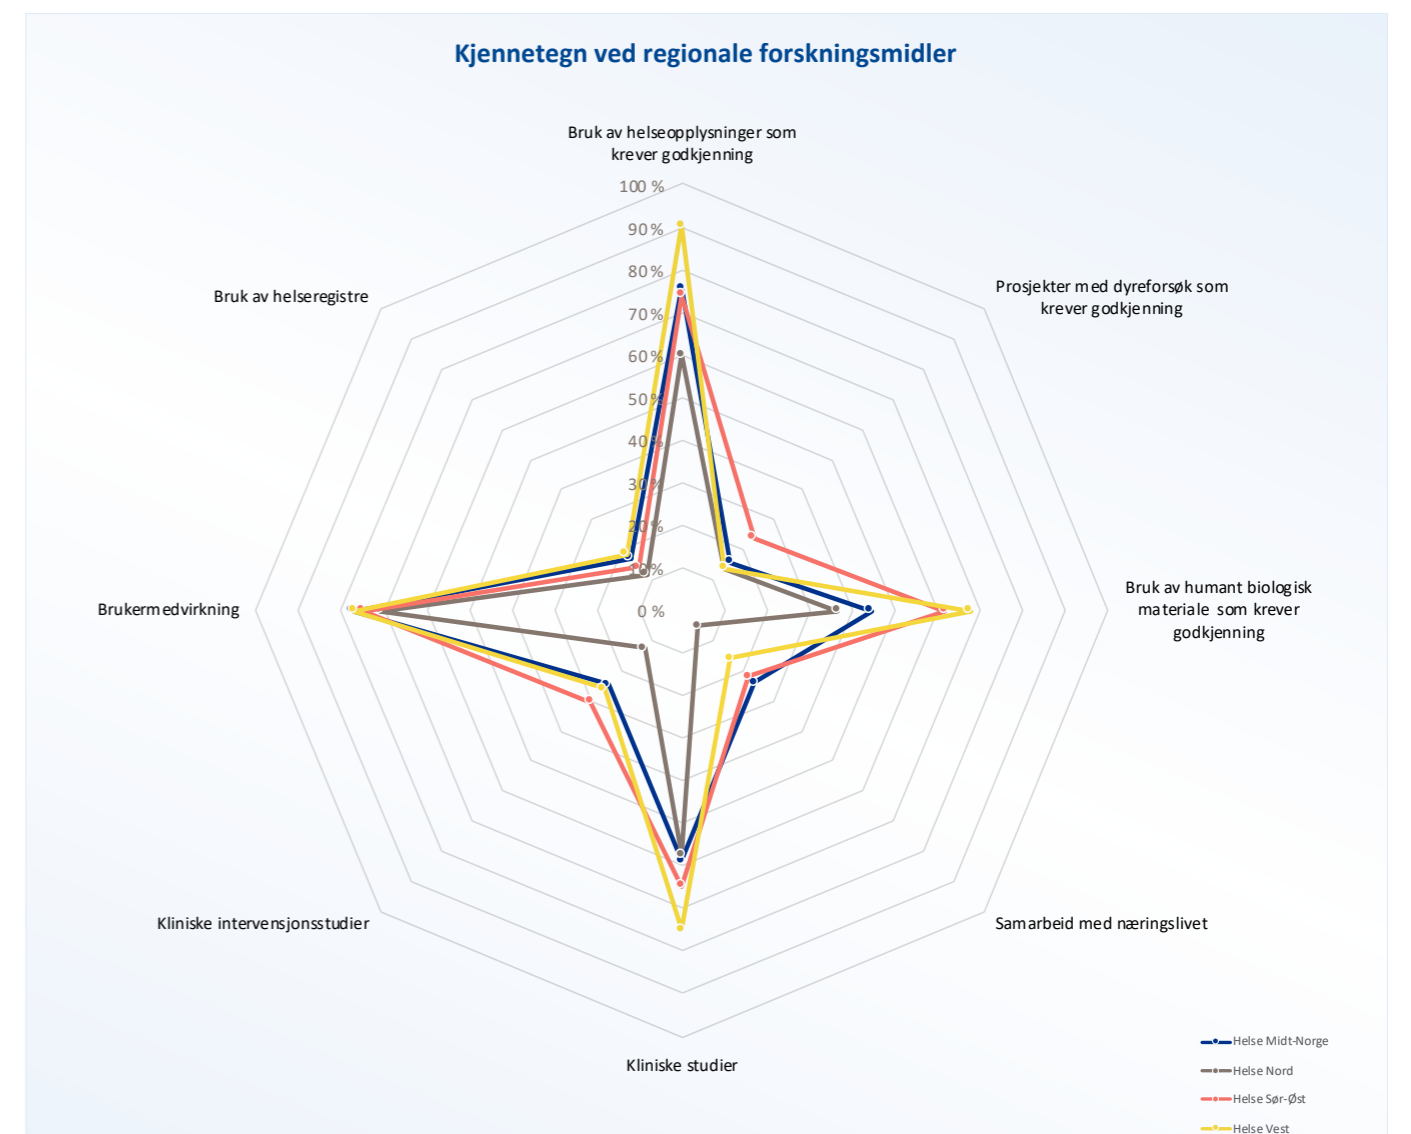 Kjennetegn ved regionale forskningsmidler
Bruk av helseopplysninger som
krever godkjenning
100 %
90 %
80 %
70 %
60 %
50 %
40 %
30 %
20 %
10 %
0 %
Prosjekter med dyreforsøk som
krever godkjenning
Bruk av humant biologisk
materiale som krever
godkjenning
Samarbeid med næringslivet
Kliniske studier
Kliniske intervensjonsstudier
Brukermedvirkning
Bruk av helseregistre
Helse Midt-Norge
Helse Nord
Helse Sør-Øst
Helse Vest